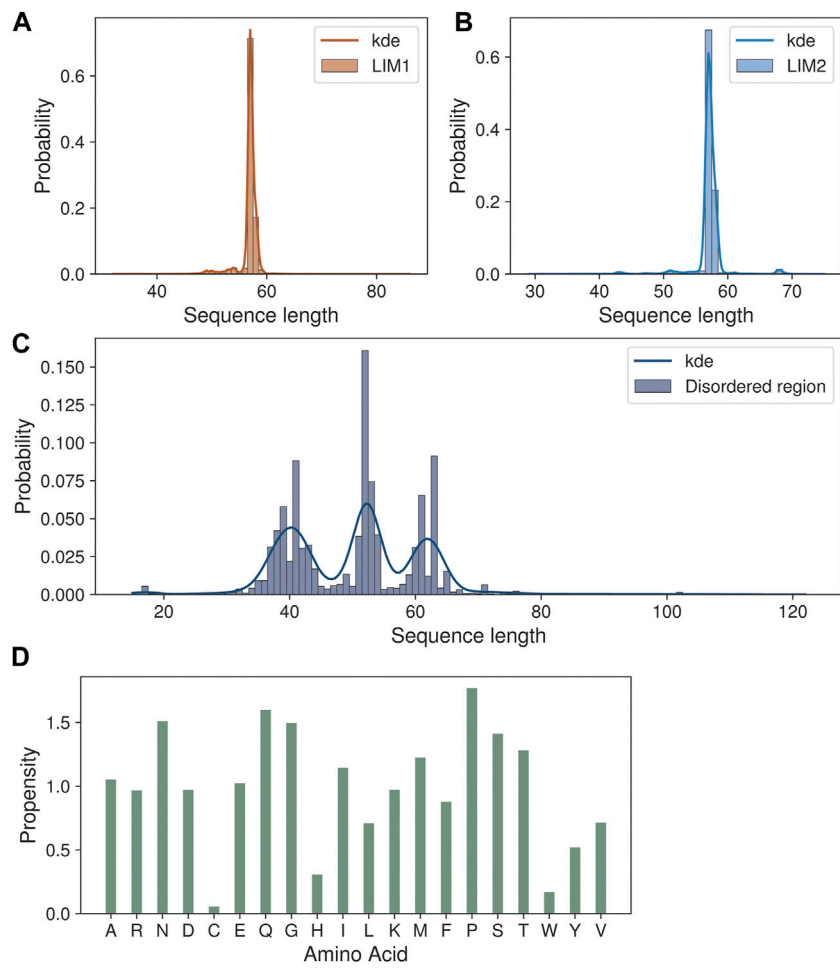 A
kde
LIM1
Probability
0.6
0.4
0.2
0.0
40 60 80
Sequence length
B
kde
LIM2
Probability
0.6
0.4
0.2
0.0
30 40 50 60 70
Sequence length
C
kde
Disordered region
Probability
0.150
0.125
0.100
0.075
0.050
0.025
0.000
20 40 60 80 100 120
Sequence length
D
Propensity
1.5
1.0
0.5
0.0
A R N D C E Q G H I L K M F P S T W Y V
Amino Acid